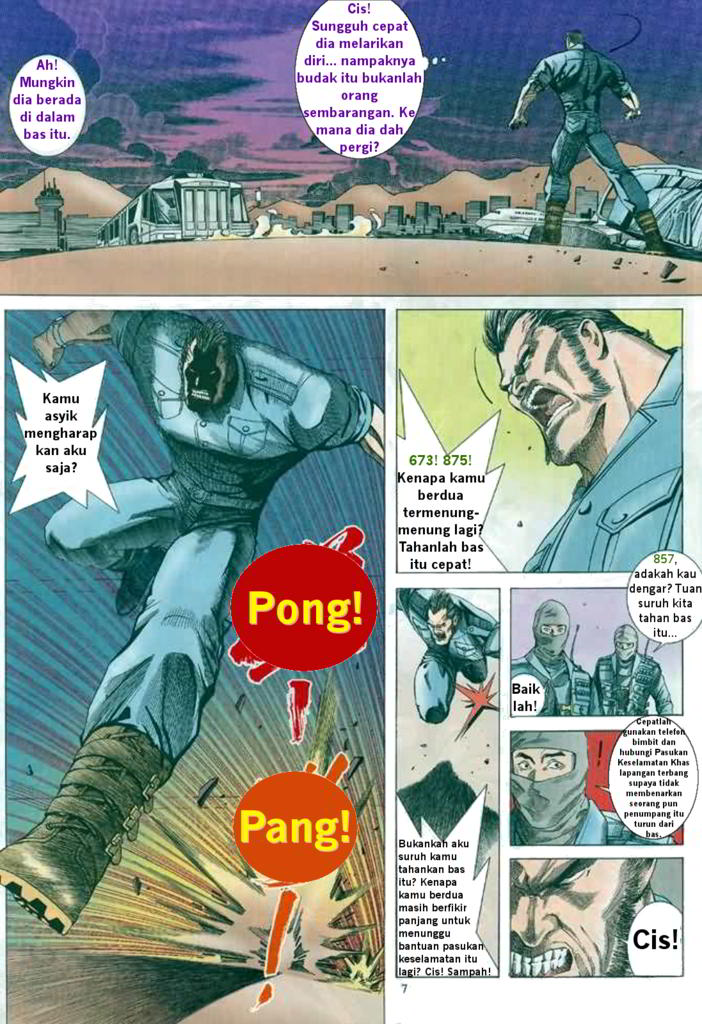 Ah!
Mungkin
dia berada
di dalam
bas itu.
Cis!
Sungguh cepat
dia melarikan
diri... nampaknya
budak itu bukanlah
orang
sembarangan. Ke
mana dia dah
pergi?
Kamu
asyik
mengharap
kan aku
saja?
Pong!
Pang!
673! 875!
Kenapa kamu
berdua
termenung-
menung lagi?
Tahanlah bas
itu cepat!
857,
adakah kau
dengar? Tuan
suruh kita
tahan bas
itu...
Baik
lah!
Cepatlah
gunakan telefon
bimbit dan
hubungi Pasukan
Keselamatan Khas
lapangan terbang
supaya tidak
membenarkan
seorang pun
penumpang itu
turun dari
bas.
Bukankah aku
suruh kamu
tahankan bas
itu? Kenapa
kamu berdua
masih berfikir
panjang untuk
menunggu
bantuan pasukan
keselamatan itu
lagi? Cis! Sampah!
Cis!
7